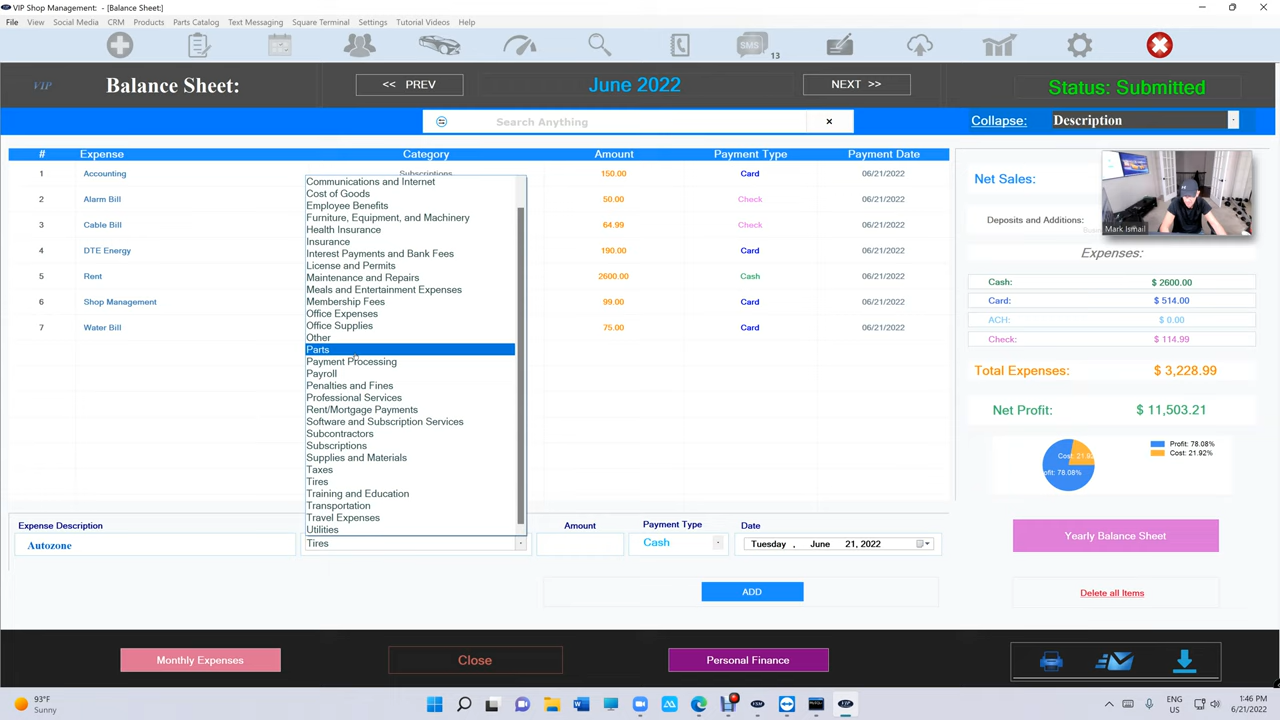 VIP Shop Management: - [Balance Sheet:]
File View Social Media CRM Products Parts Catalog Text Messaging Square Terminal Settings Tutorial Videos Help
SMS 13
VIP Balance Sheet: << PREV June 2022 NEXT >> Status: Submitted
Search Anything × Collapse: Description
# Expense Category Amount Payment Type Payment Date
1 Accounting Subscriptions 150.00 Card 06/21/2022
2 Alarm Bill 50.00 Check 06/21/2022
3 Cable Bill 64.99 Check 06/21/2022
4 DTE Energy 190.00 Card 06/21/2022
5 Rent 2600.00 Cash 06/21/2022
6 Shop Management 99.00 Card 06/21/2022
7 Water Bill 75.00 Card 06/21/2022
Communications and Internet
Cost of Goods
Employee Benefits
Furniture, Equipment, and Machinery
Health Insurance
Insurance
Interest Payments and Bank Fees
License and Permits
Maintenance and Repairs
Meals and Entertainment Expenses
Membership Fees
Office Expenses
Office Supplies
Other
Parts
Payment Processing
Payroll
Penalties and Fines
Professional Services
Rent/Mortgage Payments
Software and Subscription Services
Subcontractors
Subscriptions
Supplies and Materials
Taxes
Tires
Training and Education
Transportation
Travel Expenses
Utilities
Net Sales:
Deposits and Additions:
Mark Ismail
Expenses:
Cash: $ 2600.00
Card: $ 514.00
ACH: $ 0.00
Check: $ 114.99
Total Expenses: $ 3,228.99
Net Profit: $ 11,503.21
Profit: 78.08%
Cost: 21.92%
Cost: 21.9
ofit: 78.08%
Expense Description Amount Payment Type Date
Autozone Tires Cash Tuesday , June 21, 2022
Yearly Balance Sheet
ADD
Delete all Items
Monthly Expenses Close Personal Finance
93°F
Sunny
ENG
US
1:46 PM
6/21/2022